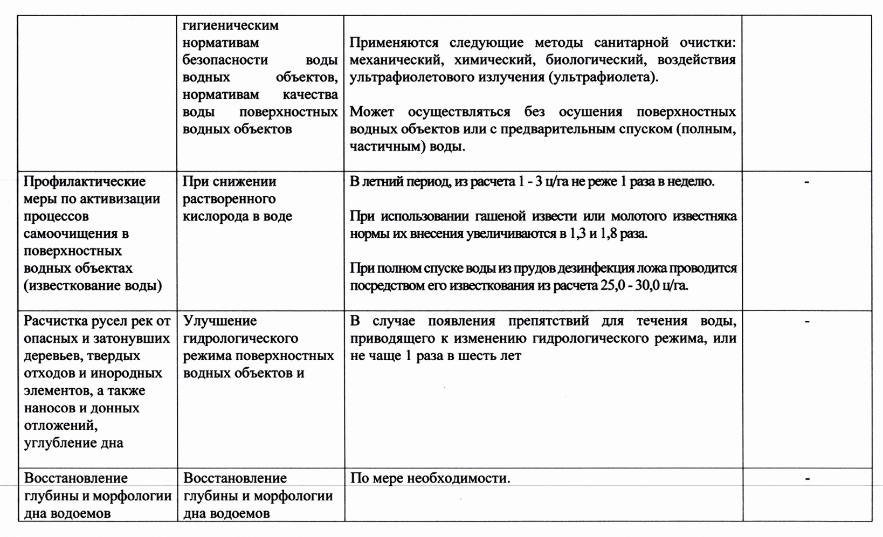 гигиеническим
нормативам
безопасности воды
водных объектов,
нормативам качества
воды поверхностных
водных объектов
Применяются следующие методы санитарной очистки:
механический, химический, биологический, воздействия
ультрафиолетового излучения (ультрафиолета).
Может осуществляться без осушения поверхностных
водных объектов или с предварительным спуском (полным,
частичным) воды.
Профилактические
меры по активизации
процессов
самоочищения в
поверхностных
водных объектах
(известкование воды)
При снижении
растворенного
кислорода в воде
В летний период, из расчета 1 - 3 ц/га не реже 1 раза в неделю.
При использовании гашеной извести или молотого известняка
нормы их внесения увеличиваются в 1,3 и 1,8 раза.
При полном спуске воды из прудов дезинфекция ложа проводится
посредством его известкования из расчета 25,0 - 30,0 ц/га.
-
Расчистка русел рек от
опасных и затонувших
деревьев, твердых
отходов и инородных
элементов, а также
наносов и донных
отложений,
углубление дна
Улучшение
гидрологического
режима поверхностных
водных объектов и
В случае появления препятствий для течения воды,
приводящего к изменению гидрологического режима, или
не чаще 1 раза в шесть лет
-
Восстановление
глубины и морфологии
дна водоемов
Восстановление
глубины и морфологии
дна водоемов
По мере необходимости.
-